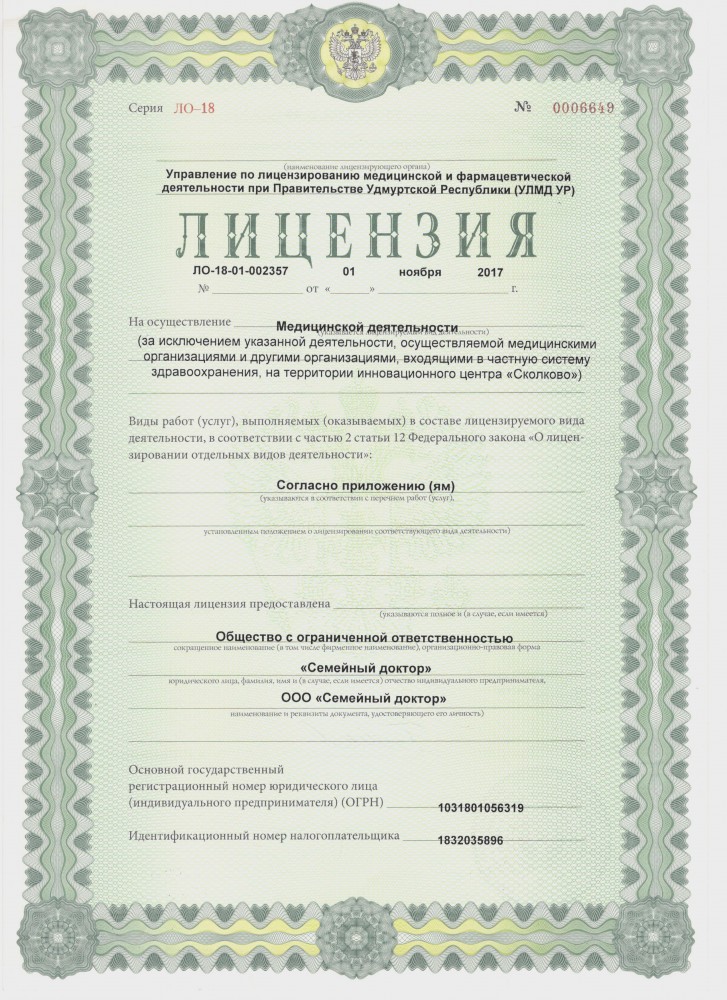 Серия ЛО–18 № 0006649
(наименование лицензирующего органа)
Управление по лицензированию медицинской и фармацевтической
деятельности при Правительстве Удмуртской Республики (УЛМД УР)
ЛИЦЕНЗИЯ
ЛО-18-01-002357 01 ноября 2017
№ от « » г.
На осуществление Медицинской деятельности
(указывается лицензируемый вид деятельности)
(за исключением указанной деятельности, осуществляемой медицинскими
организациями и другими организациями, входящими в частную систему
здравоохранения, на территории инновационного центра «Сколково»)
Виды работ (услуг), выполняемых (оказываемых) в составе лицензируемого вида
деятельности, в соответствии с частью 2 статьи 12 Федерального закона «О лицен-
зировании отдельных видов деятельности»:
Согласно приложению (ям)
(указываются в соответствии с перечнем работ (услуг),
установленным положением о лицензировании соответствующего вида деятельности)
Настоящая лицензия предоставлена
(указываются полное и (в случае, если имеется)
Общество с ограниченной ответственностью
сокращенное наименование (в том числе фирменное наименование), организационно-правовая форма
«Семейный доктор»
юридического лица, фамилия, имя и (в случае, если имеется) отчество индивидуального предпринимателя,
ООО «Семейный доктор»
наименование и реквизиты документа, удостоверяющего его личность)
Основной государственный
регистрационный номер юридического лица
(индивидуального предпринимателя) (ОГРН) 1031801056319
Идентификационный номер налогоплательщика 1832035896